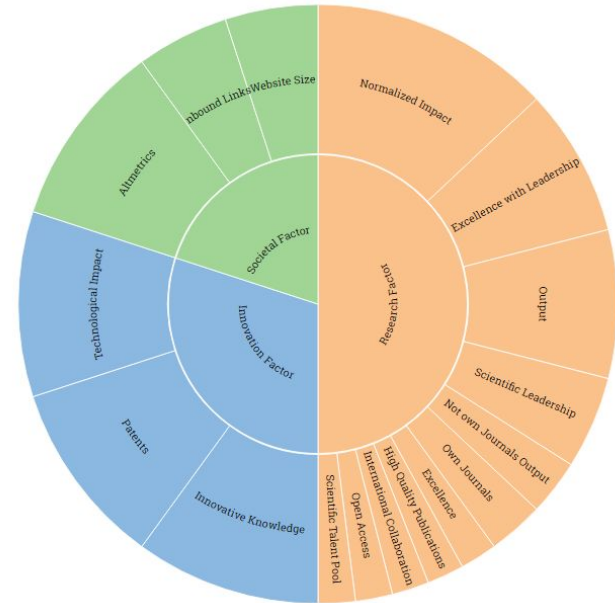 Website Size
nbound Links
Altmetrics
Societal Factor
Normalized Impact
Excellence with Leadership
Output
Research Factor
Scientific Leadership
Not own Journals Output
Own Journals
Excellence
High Quality Publications
International Collaboration
Open Access
Scientific Talent Pool
Technological Impact
Innovation Factor
Patents
Innovative Knowledge